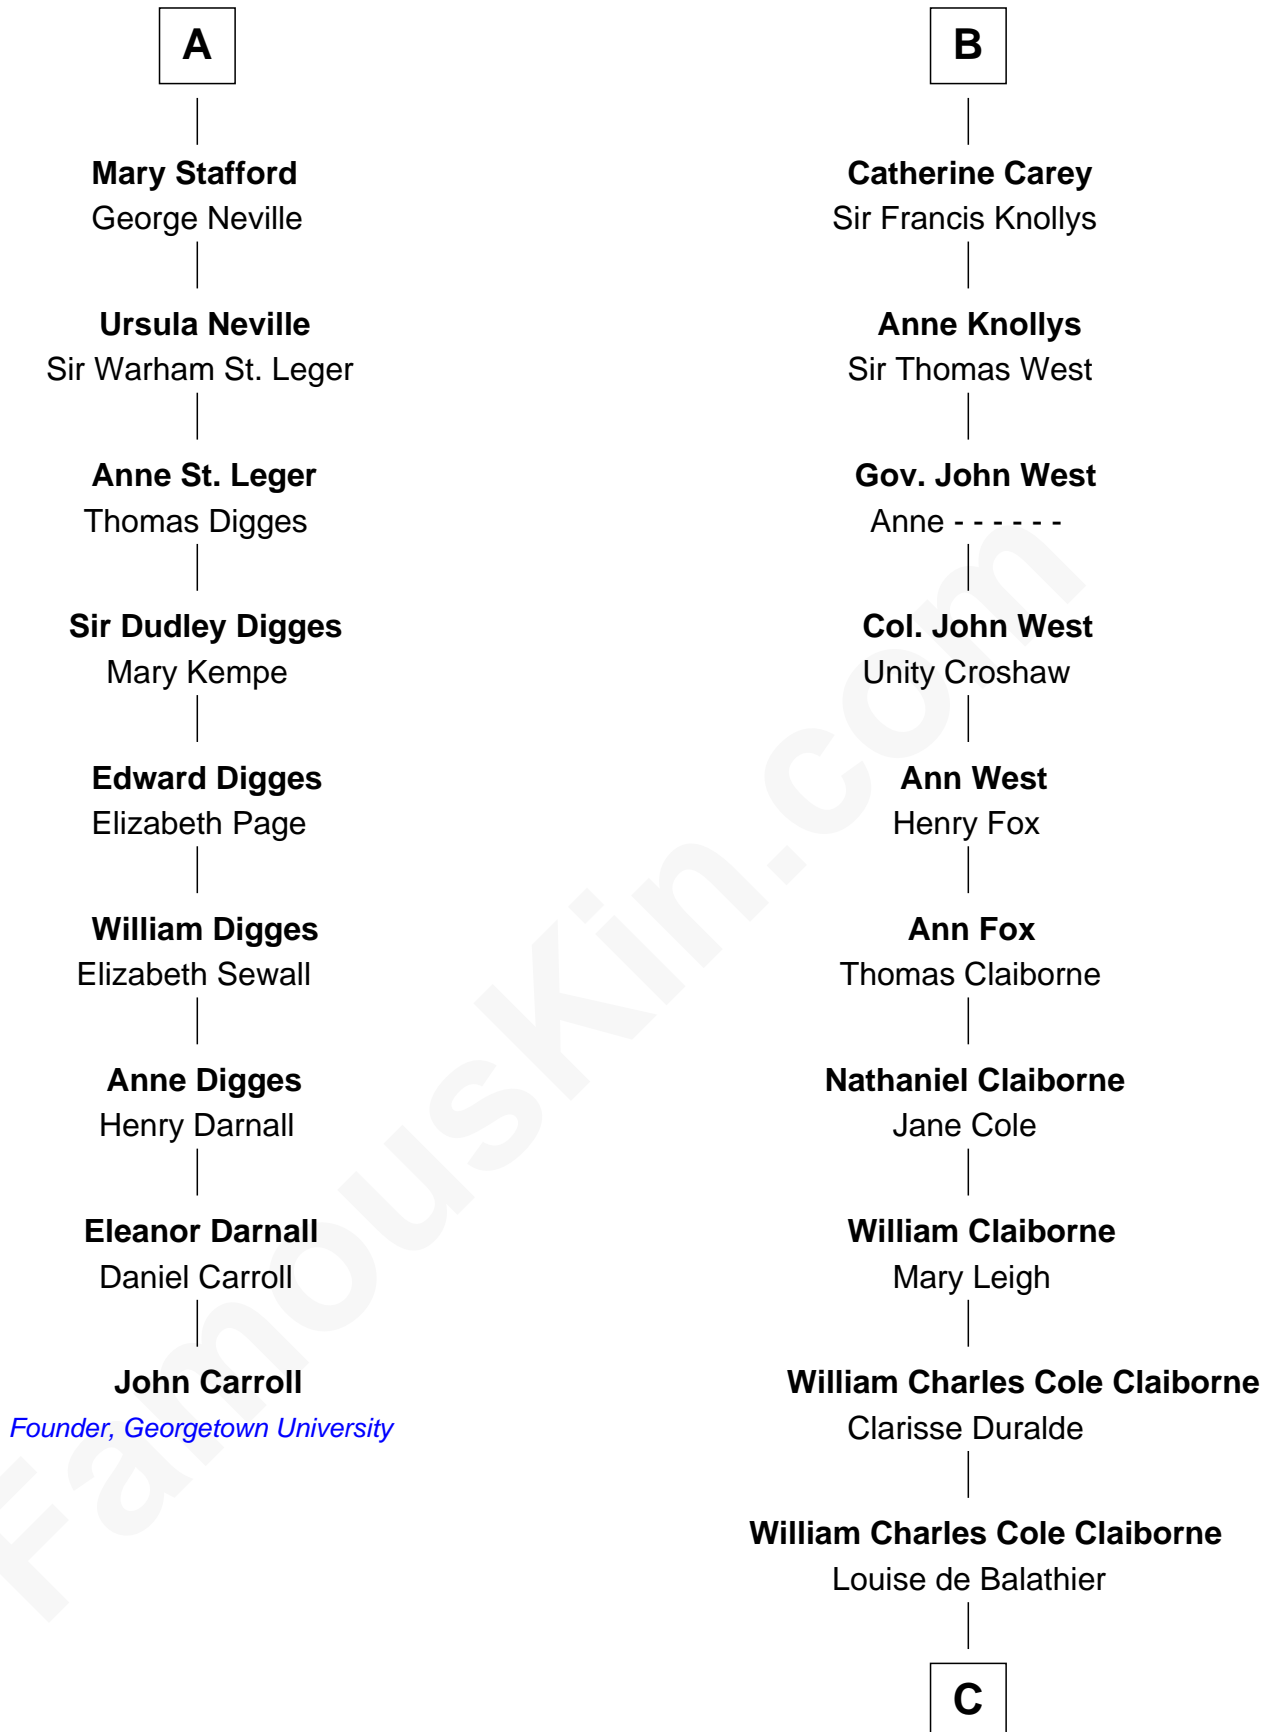 A
Mary Stafford
George Neville
Ursula Neville
Sir Warham St. Leger
Anne St. Leger
Thomas Digges
Sir Dudley Digges
Mary Kempe
Edward Digges
Elizabeth Page
William Digges
Elizabeth Sewall
Anne Digges
Henry Darnall
Eleanor Darnall
Daniel Carroll
John Carroll
Founder, Georgetown University
B
Catherine Carey
Sir Francis Knollys
Anne Knollys
Sir Thomas West
Gov. John West
Anne - - - - - -
Col. John West
Unity Croshaw
Ann West
Henry Fox
Ann Fox
Thomas Claiborne
Nathaniel Claiborne
Jane Cole
William Claiborne
Mary Leigh
William Charles Cole Claiborne
Clarisse Duralde
William Charles Cole Claiborne
Louise de Balathier
C
FamousKin.com